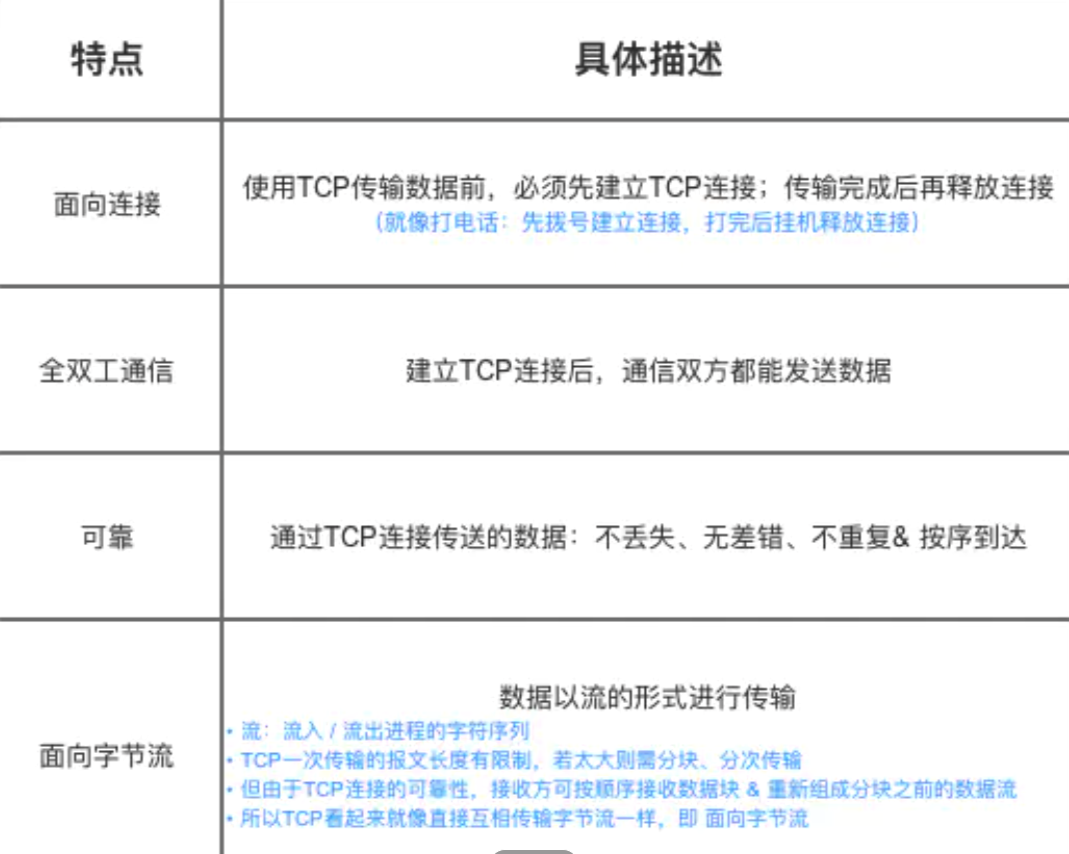 特点
具体描述
面向连接
使用TCP传输数据前，必须先建立TCP连接；传输完成后再释放连接
（就像打电话：先拨号建立连接，打完后挂机释放连接）
全双工通信
建立TCP连接后，通信双方都能发送数据
可靠
通过TCP连接传送的数据：不丢失、无差错、不重复& 按序到达
面向字节流
数据以流的形式进行传输
• 流：流入 / 流出进程的字符序列
• TCP一次传输的报文长度有限制，若太大则需分块、分次传输
• 但由于TCP连接的可靠性，接收方可按顺序接收数据块 & 重新组成分块之前的数据流
• 所以TCP看起来就像直接互相传输字节流一样，即 面向字节流